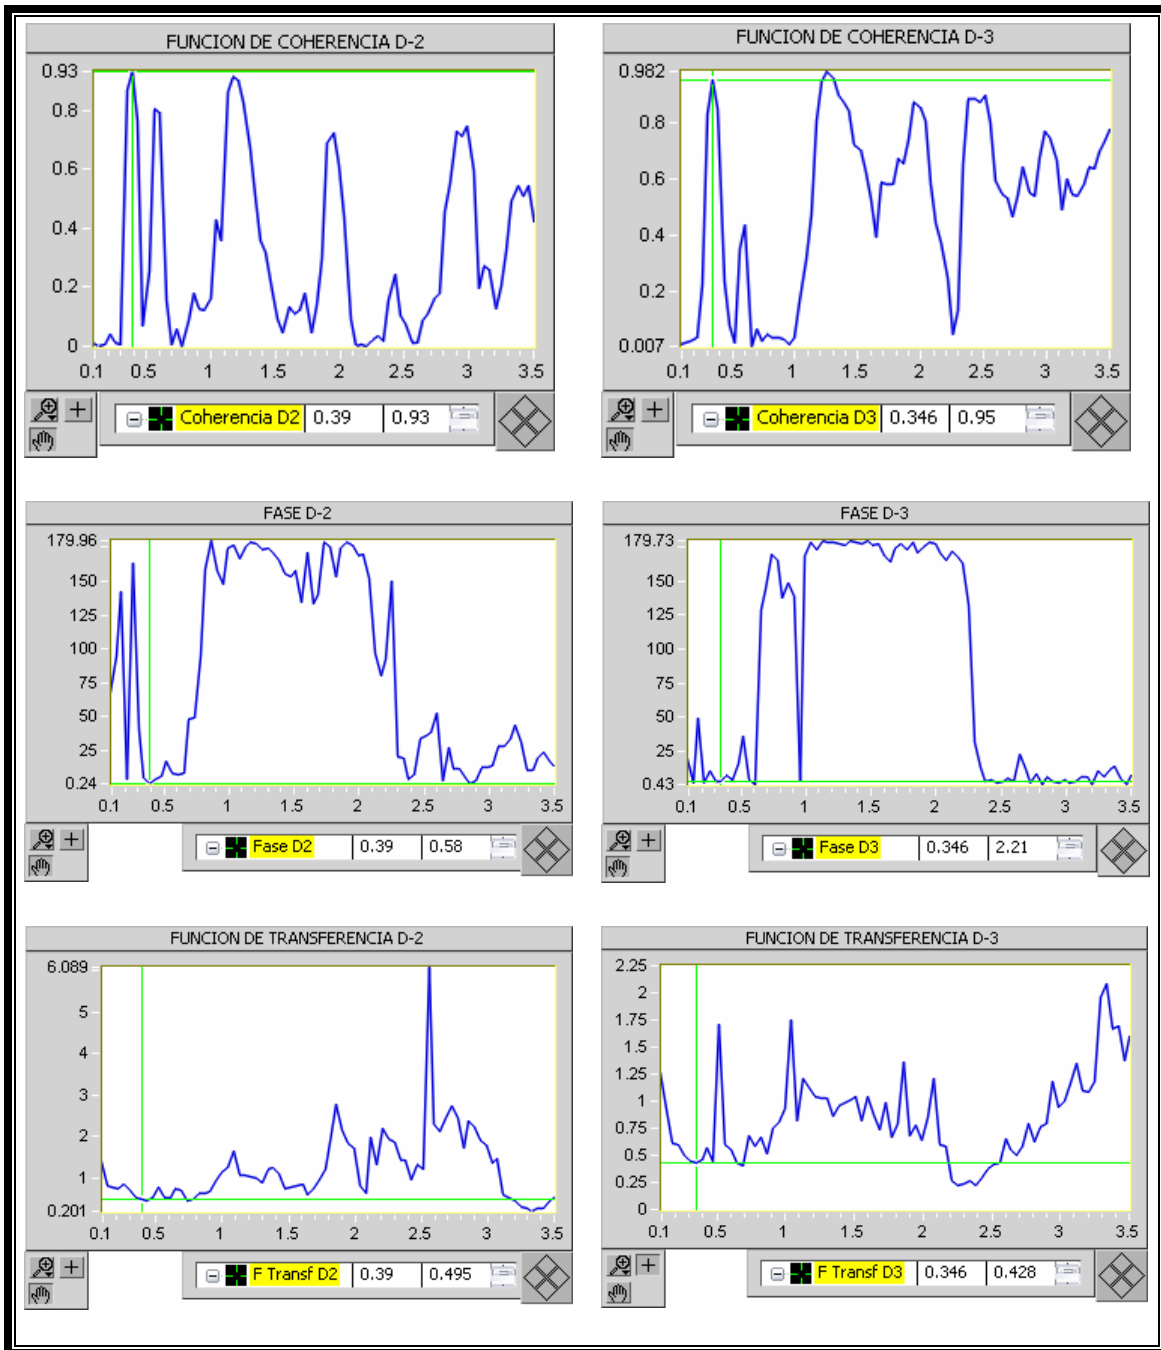 FUNCION DE COHERENCIA D-2
0.93
0.8
0.6
0.4
0.2
0
0.1 0.5 1 1.5 2 2.5 3 3.5
Coherencia D2 0.39 0.93
FUNCION DE COHERENCIA D-3
0.982
0.8
0.6
0.4
0.2
0.007
0.1 0.5 1 1.5 2 2.5 3 3.5
Coherencia D3 0.346 0.95
FASE D-2
179.96
150
125
100
75
50
25
0.24
0.1 0.5 1 1.5 2 2.5 3 3.5
Fase D2 0.39 0.58
FASE D-3
179.73
150
125
100
75
50
25
0.43
0.1 0.5 1 1.5 2 2.5 3 3.5
Fase D3 0.346 2.21
FUNCION DE TRANSFERENCIA D-2
6.089
5
4
3
2
1
0.201
0.1 0.5 1 1.5 2 2.5 3 3.5
F Transf D2 0.39 0.495
FUNCION DE TRANSFERENCIA D-3
2.25
2
1.75
1.5
1.25
1
0.75
0.5
0.25
0
0.1 0.5 1 1.5 2 2.5 3 3.5
F Transf D3 0.346 0.428